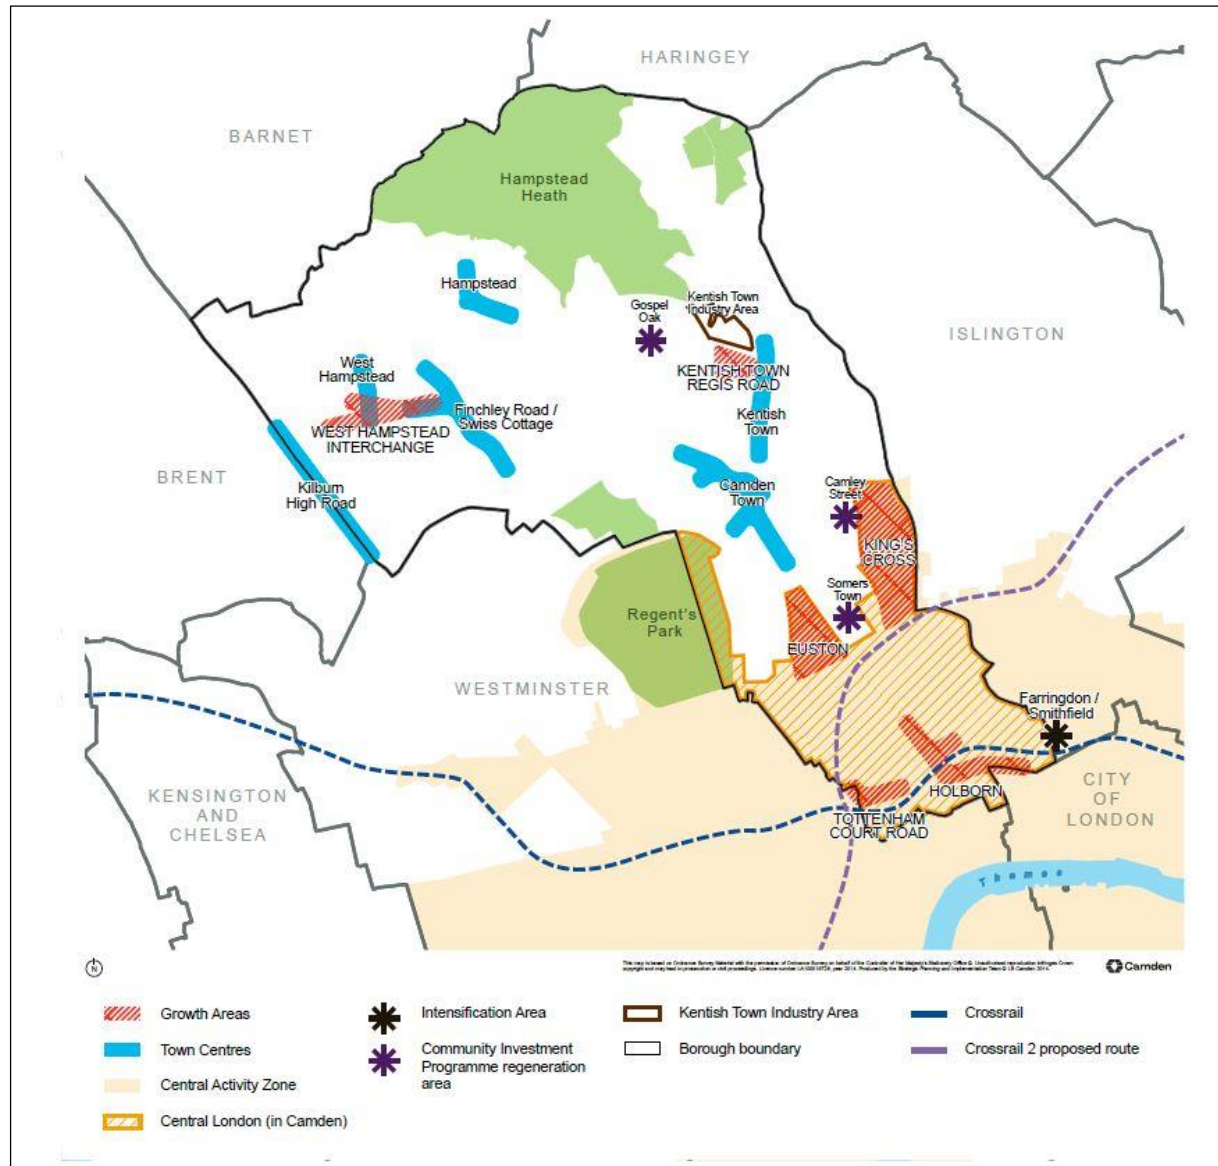 HARINGEY
BARNET
Hampstead
Heath
Hampstead
Gospel
Oak
Kentish Town
Industry Area
ISLINGTON
West
Hampstead
KENTISH TOWN
REGIS ROAD
Finchley Road /
Swiss Cottage
Kentish
Town
WEST HAMPSTEAD
INTERCHANGE
BRENT
Kilburn
High Road
Camden
Town
Camley
Street
KING'S
CROSS
Somers
Town
Regent's
Park
EUSTON
WESTMINSTER
Farringdon /
Smithfield
KENSINGTON
AND
CHELSEA
HOLBORN
CITY
OF
LONDON
TOTTENHAM
COURT ROAD
Thames
N
Camden
Growth Areas
Town Centres
Central Activity Zone
Central London (in Camden)
Intensification Area
Community Investment
Programme regeneration
area
Kentish Town Industry Area
Borough boundary
Crossrail
Crossrail 2 proposed route